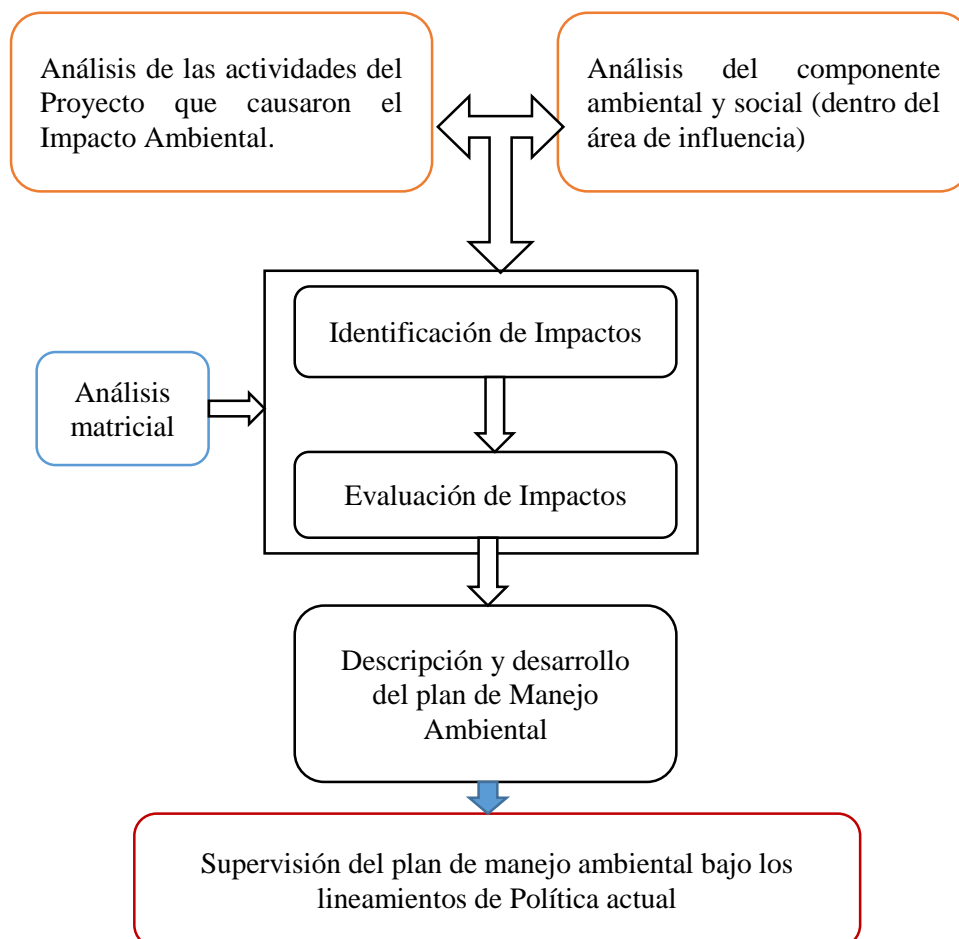 Análisis de las actividades del
Proyecto que causaron el
Impacto Ambiental.
Análisis del componente
ambiental y social (dentro del
área de influencia)
Identificación de Impactos
Análisis
matricial
Evaluación de Impactos
Descripción y desarrollo
del plan de Manejo
Ambiental
Supervisión del plan de manejo ambiental bajo los
lineamientos de Política actual